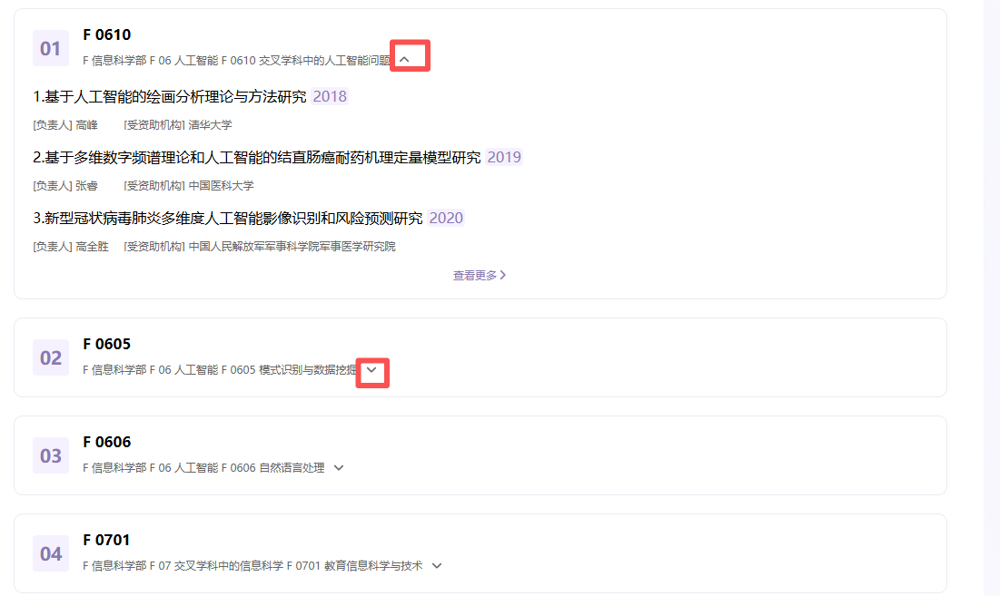 01
F 0610
F 信息科学部 F 06 人工智能 F 0610 交叉学科中的人工智能问题
1.基于人工智能的绘画分析理论与方法研究 2018
[负责人] 高峰 [受资助机构] 清华大学
2.基于多维数字频谱理论和人工智能的结直肠癌耐药机理定量模型研究 2019
[负责人] 张睿 [受资助机构] 中国医科大学
3.新型冠状病毒肺炎多维度人工智能影像识别和风险预测研究 2020
[负责人] 高全胜 [受资助机构] 中国人民解放军军事科学院军事医学研究院
查看更多
02
F 0605
F 信息科学部 F 06 人工智能 F 0605 模式识别与数据挖掘
03
F 0606
F 信息科学部 F 06 人工智能 F 0606 自然语言处理
04
F 0701
F 信息科学部 F 07 交叉学科中的信息科学 F 0701 教育信息科学与技术